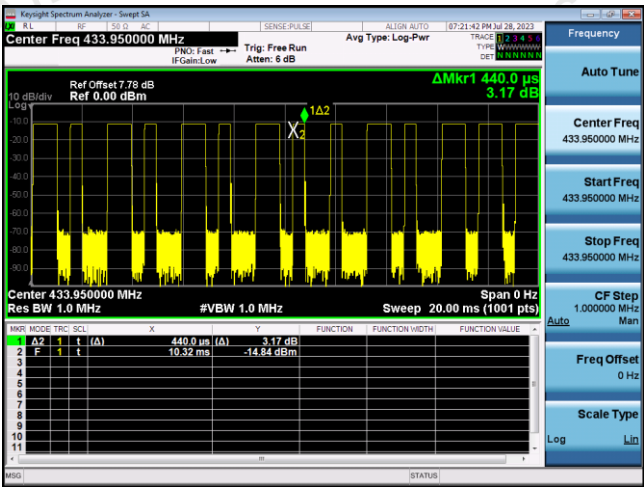 Keysight Spectrum Analyzer - Swept SA
RL RF 50 Ω AC SENSE:PULSE ALIGN AUTO 07:21:42 PM Jul 28, 2023
Center Freq 433.950000 MHz
PNO: Fast
IFGain:Low
Trig: Free Run
Atten: 6 dB
Avg Type: Log-Pwr
TRACE 1 2 3 4 5 6
TYPE WWWWWW
DET N N N N N N
ΔMkr1 440.0 µs
3.17 dB
Ref Offset 7.78 dB
10 dB/div Ref 0.00 dBm
Log
1Δ2
X2
-10.0
-20.0
-30.0
-40.0
-50.0
-60.0
-70.0
-80.0
-90.0
Center 433.950000 MHz Span 0 Hz
Res BW 1.0 MHz #VBW 1.0 MHz Sweep 20.00 ms (1001 pts)
MKR MODE TRC SCL X Y FUNCTION FUNCTION WIDTH FUNCTION VALUE
1 Δ2 1 t (Δ) 440.0 µs (Δ) 3.17 dB
2 F 1 t 10.32 ms -14.84 dBm
3
4
5
6
7
8
9
10
11
MSG STATUS
Frequency
Auto Tune
Center Freq
433.950000 MHz
Start Freq
433.950000 MHz
Stop Freq
433.950000 MHz
CF Step
1.000000 MHz
Auto Man
Freq Offset
0 Hz
Scale Type
Log Lin